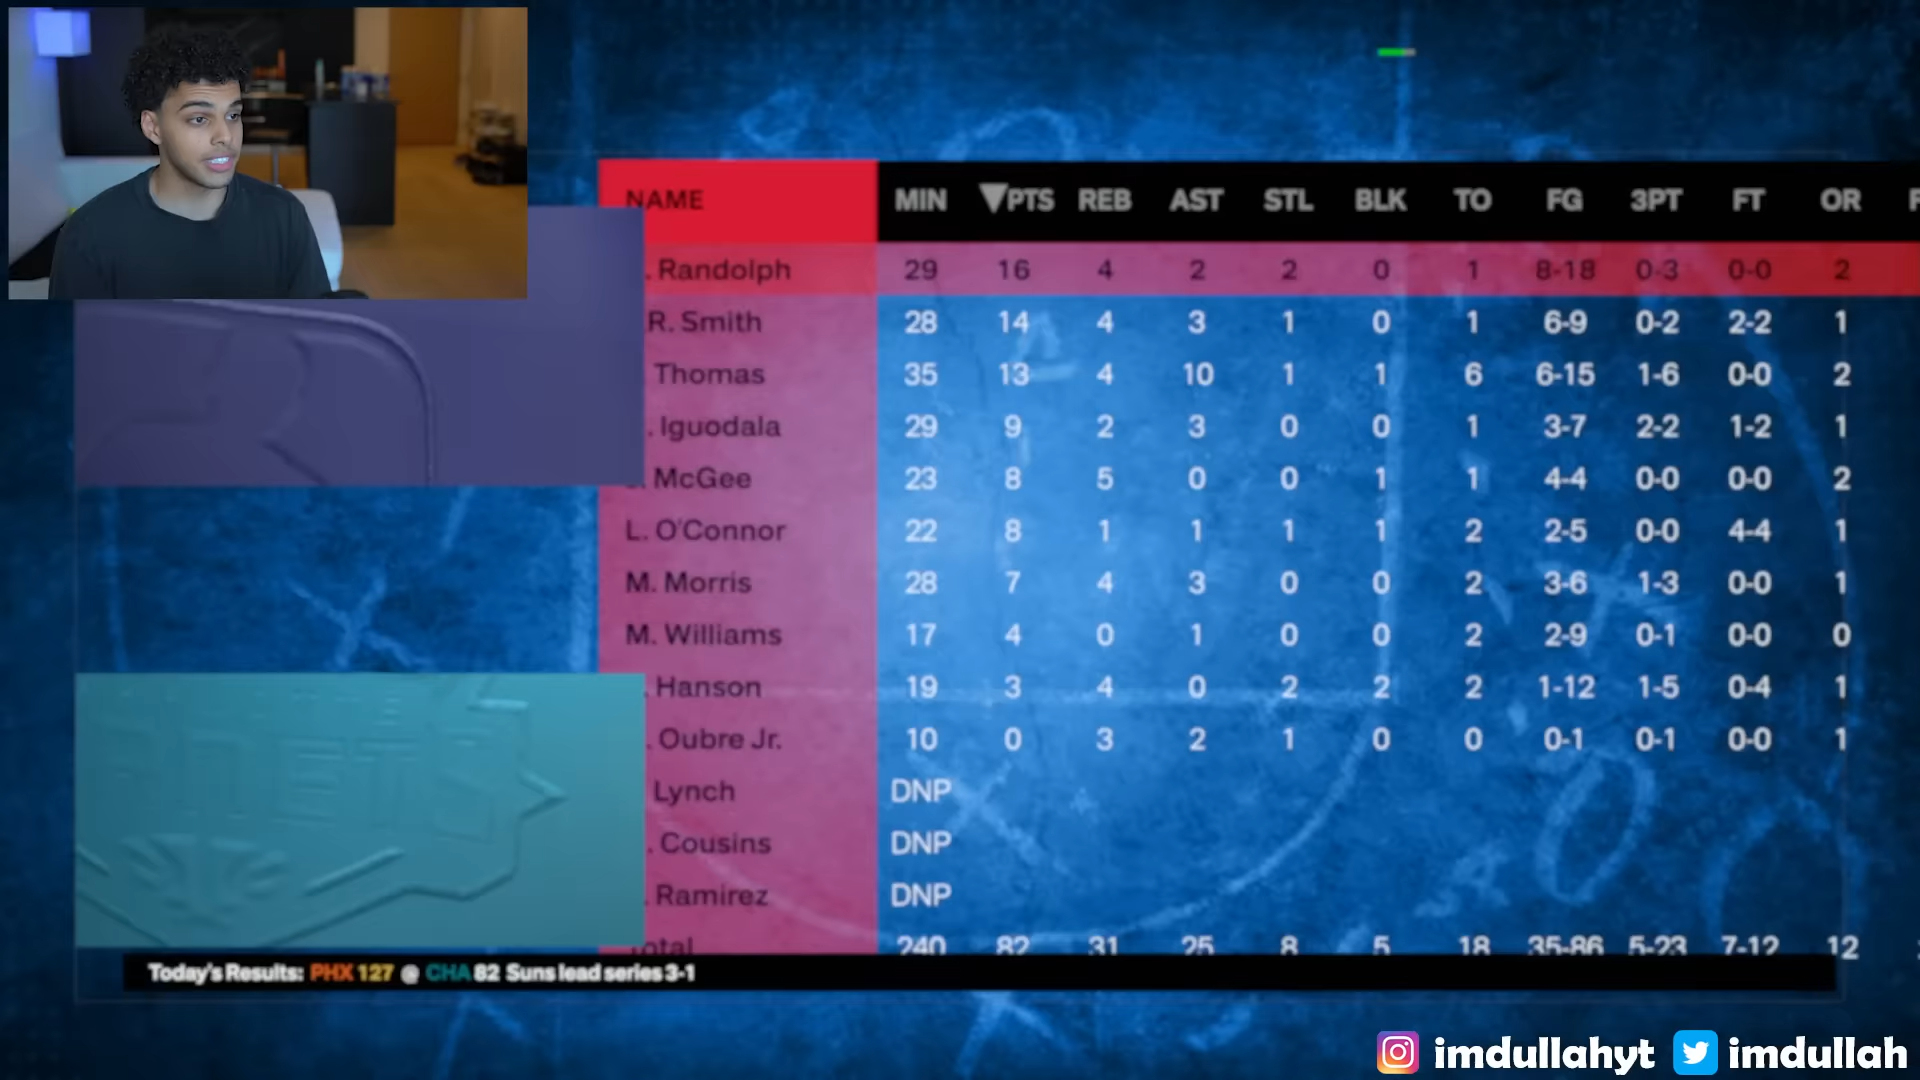 NAME MIN ▼PTS REB AST STL BLK TO FG 3PT FT OR
. Randolph 29 16 4 2 2 0 1 8-18 0-3 0-0 2
.R. Smith 28 14 4 3 1 0 1 6-9 0-2 2-2 1
Thomas 35 13 4 10 1 1 6 6-15 1-6 0-0 2
. Iguodala 29 9 2 3 0 0 1 3-7 2-2 1-2 1
. McGee 23 8 5 0 0 1 1 4-4 0-0 0-0 2
L. O'Connor 22 8 1 1 1 1 2 2-5 0-0 4-4 1
M. Morris 28 7 4 3 0 0 2 3-6 1-3 0-0 1
M. Williams 17 4 0 1 0 0 2 2-9 0-1 0-0 0
. Hanson 19 3 4 0 2 2 2 1-12 1-5 0-4 1
. Oubre Jr. 10 0 3 2 1 0 0 0-1 0-1 0-0 1
Lynch DNP
. Cousins DNP
. Ramirez DNP
Total 240 82 31 25 8 5 18 35-86 5-23 7-12 12
Today's Results: PHX 127 @ CHA 82 Suns lead series 3-1
imdullahyt imdullah